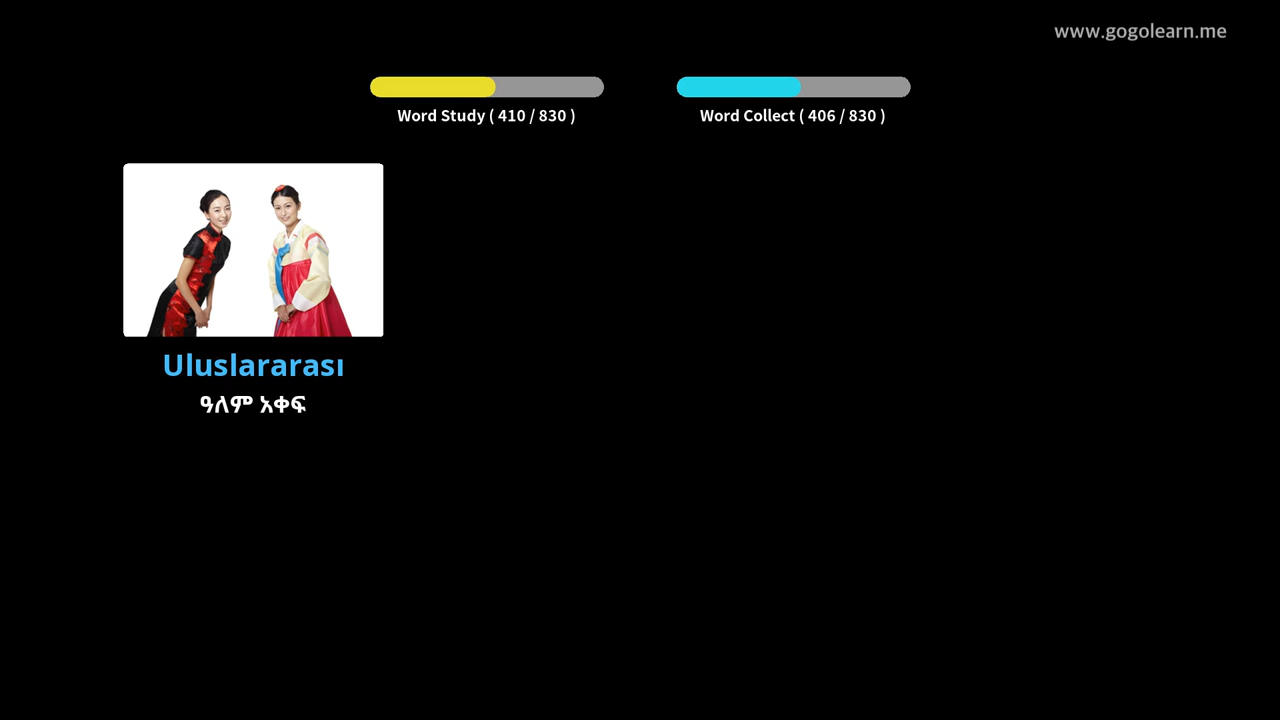 www.gogolearn.me
Word Study ( 410 / 830 )
Word Collect ( 406 / 830 )
Uluslararası
ዓለም አቀፍ